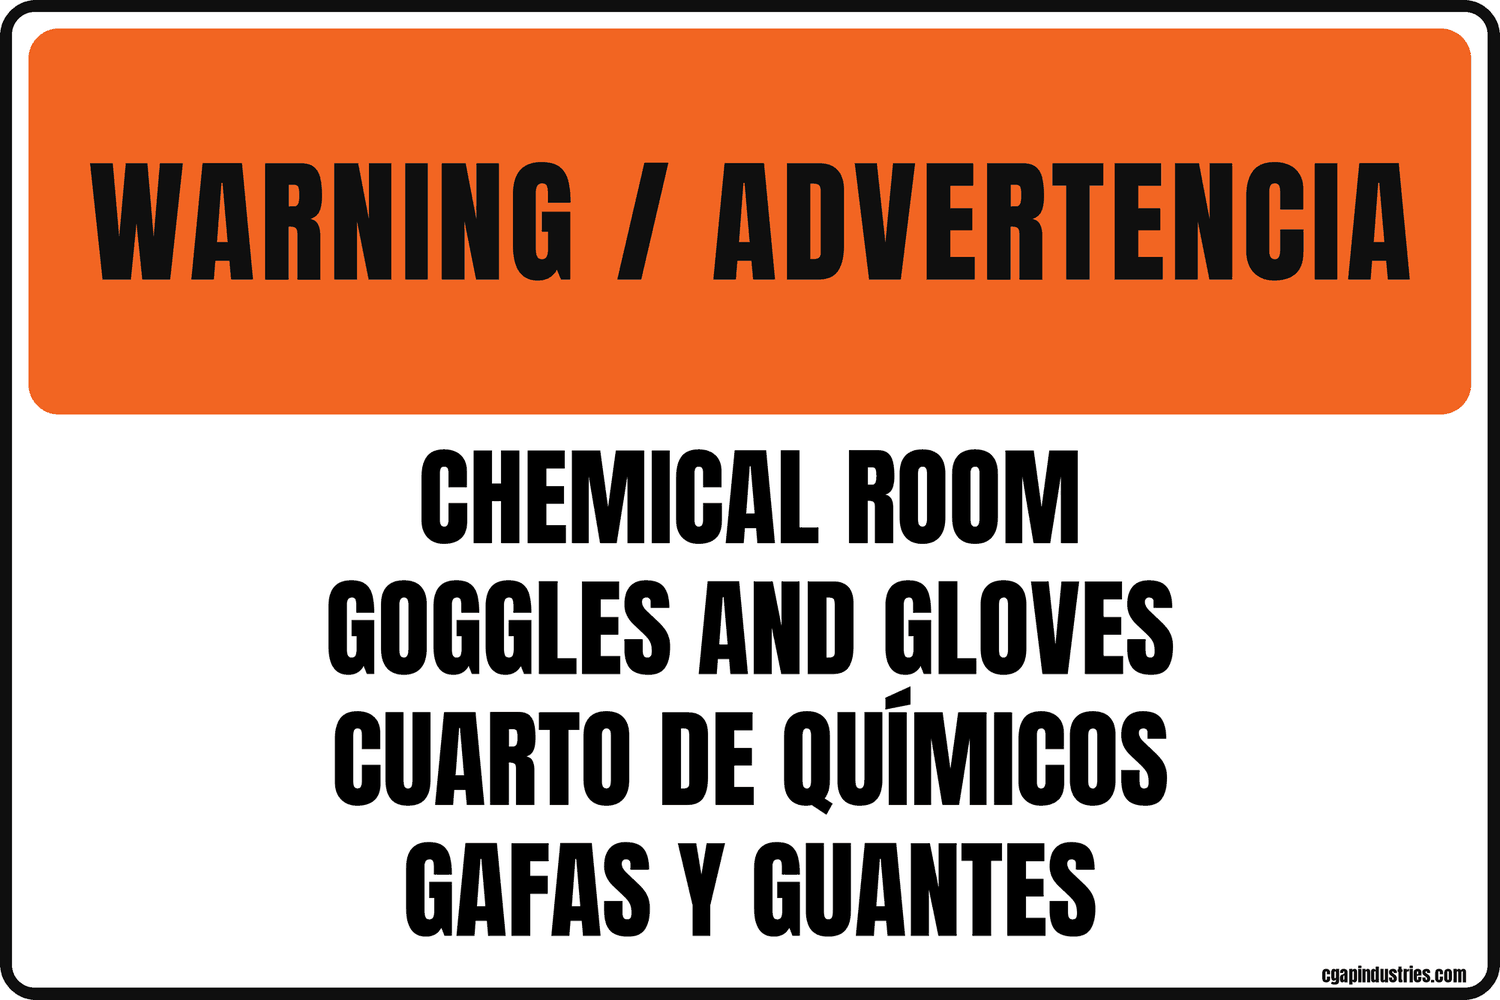 WARNING / ADVERTENCIA
CHEMICAL ROOM
GOGGLES AND GLOVES
CUARTO DE QUÍMICOS
GAFAS Y GUANTES
cgapindustries.com